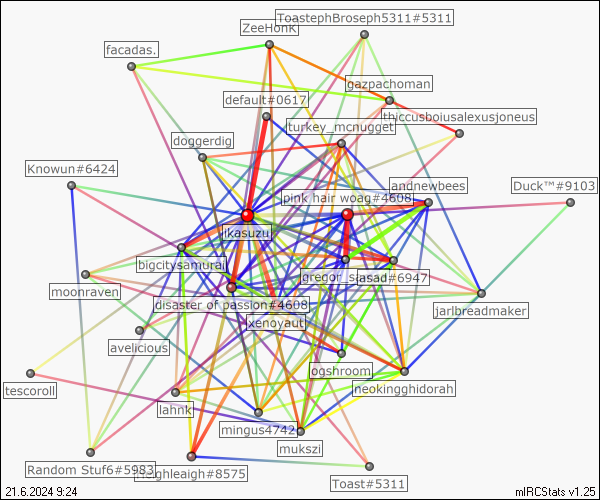 ToastephBroseph5311#5311
ZeeHonK
facadas.
gazpachoman
default#0617
lthiccusboiusalexusjoneus
turkey_mcnugget
doggerdig
Knowun#6424
andnewbees
Duck™#9103
pink hair woag#4608
ikasuzu
bigcitysamurai
gregor_s
asad#6947
moonraven
disaster of passion#4608
jarlbreadmaker
xenoyautj
avelicious
ogshroom
tescoroll
neokingghidorah
lahnk
mingus4742
mukszi
Random Stuf6#5983
Heighleaigh#8575
Toast#5311
21.6.2024 9:24
mIRCStats v1.25